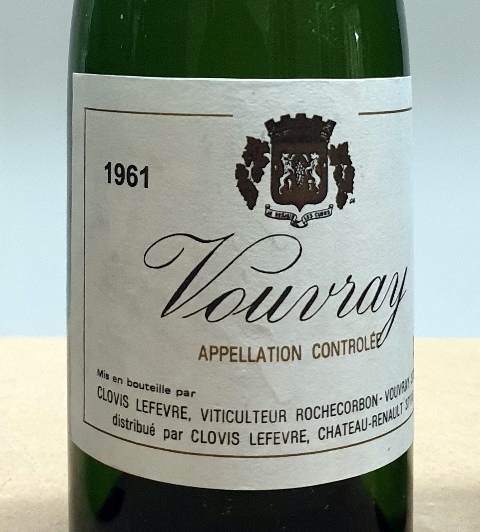 1961
Vouvray
APPELLATION CONTROLÉE
Mis en bouteille par
CLOVIS LEFEVRE, VITICULTEUR ROCHECORBON - VOUVRAY
distribué par CLOVIS LEFEVRE, CHATEAU-RENAULT